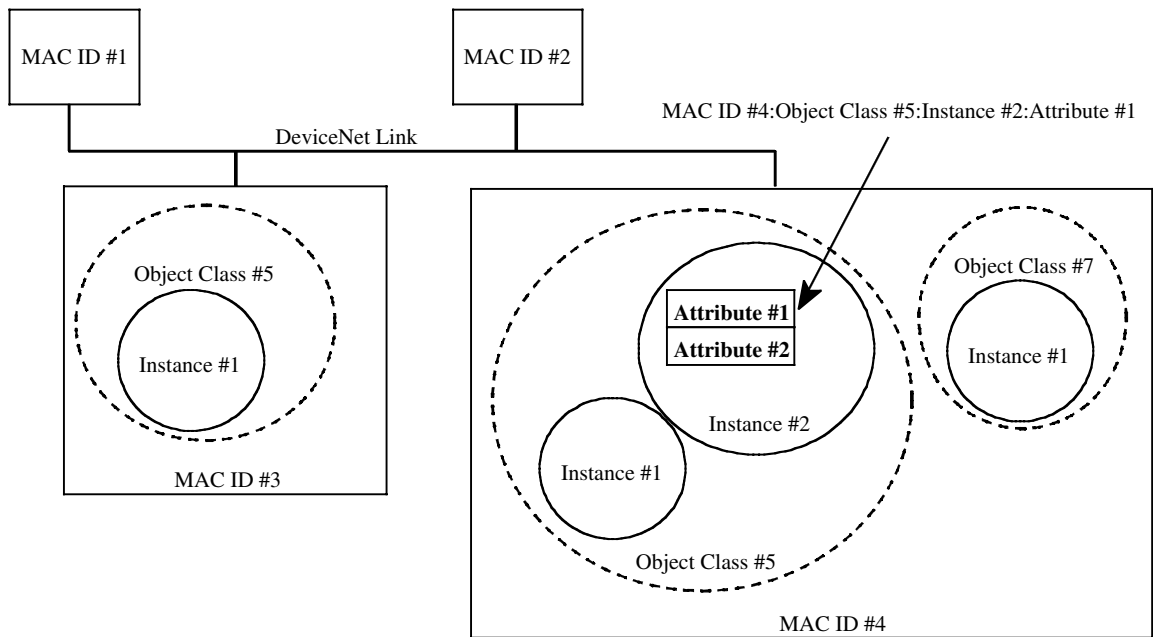 MAC ID #1
MAC ID #2
MAC ID #4:Object Class #5:Instance #2:Attribute #1
DeviceNet Link
Object Class #5
Instance #1
MAC ID #3
Attribute #1
Attribute #2
Instance #2
Instance #1
Object Class #5
Object Class #7
Instance #1
MAC ID #4